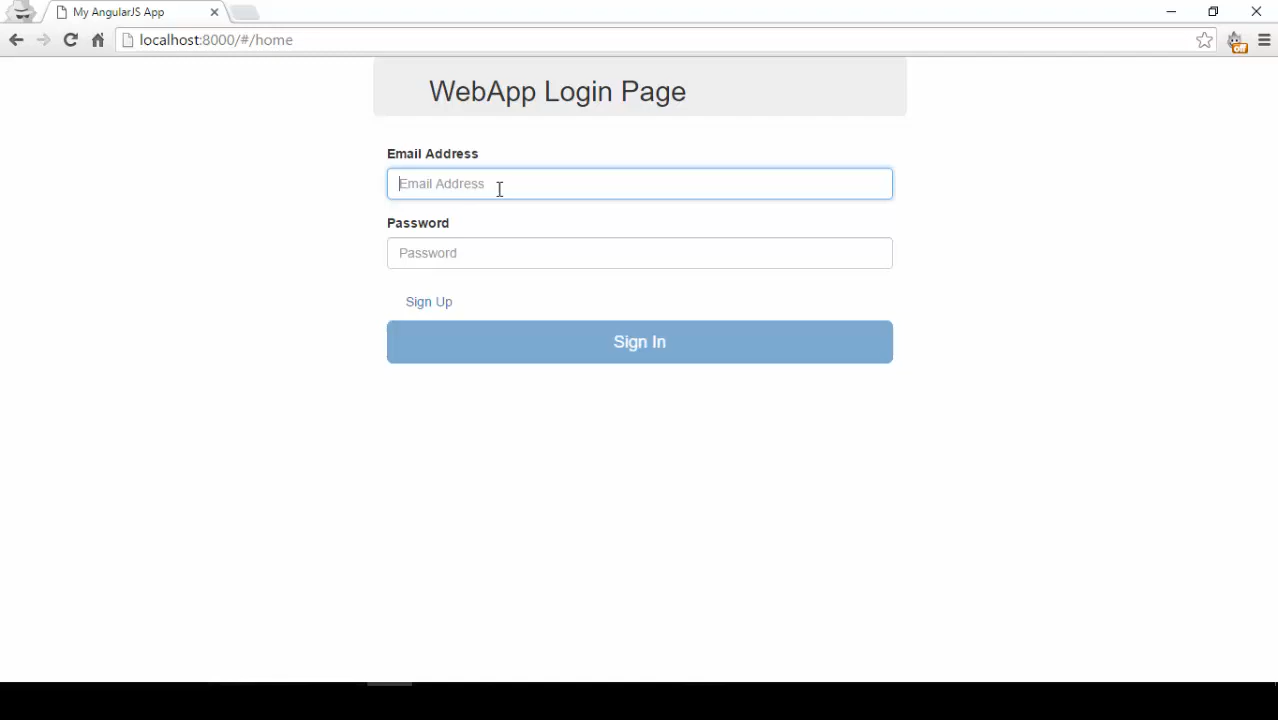 My AngularJS App
localhost:8000/#/home
off
WebApp Login Page
Email Address
Email Address
Password
Password
Sign Up
Sign In